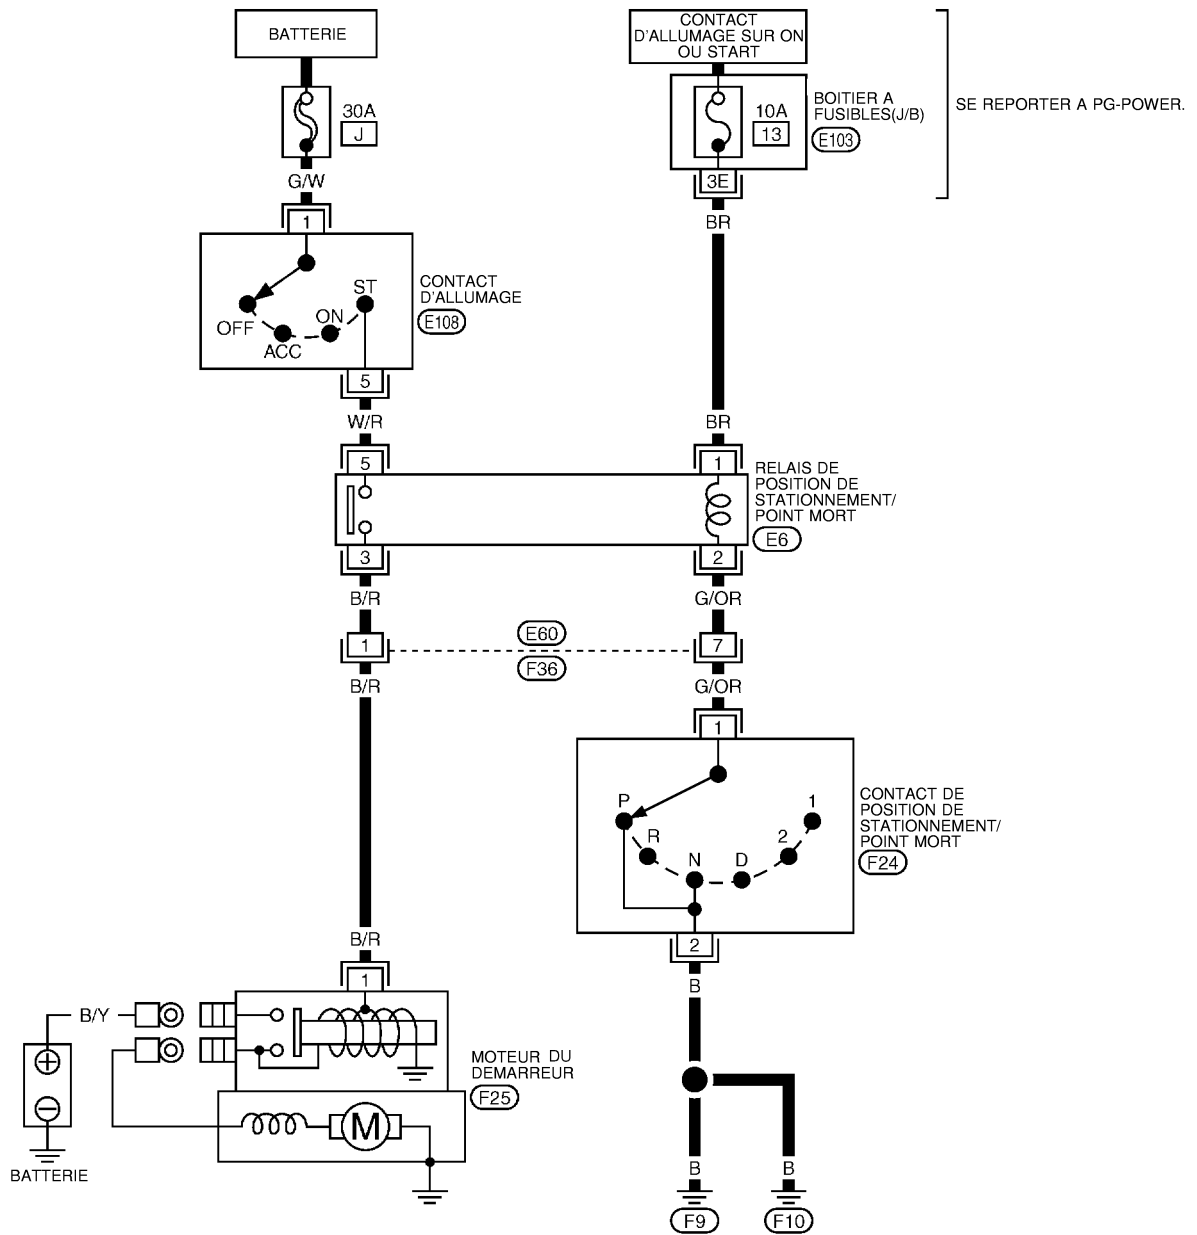 BATTERIE
CONTACT
D'ALLUMAGE SUR ON
OU START
30A
J
10A
13
BOITIER A
FUSIBLES(J/B)
E103
SE REPORTER A PG-POWER.
G/W
3E
1
BR
CONTACT
D'ALLUMAGE
E108
OFF
ACC
ON
ST
5
W/R
BR
5
1
RELAIS DE
POSITION DE
STATIONNEMENT/
POINT MORT
E6
3
2
B/R
G/OR
1
E60
F36
7
B/R
G/OR
1
P
R
N
D
2
1
CONTACT DE
POSITION DE
STATIONNEMENT/
POINT MORT
F24
B/R
2
1
B
B/Y
MOTEUR DU
DEMARREUR
F25
M
BATTERIE
B
B
F9
F10